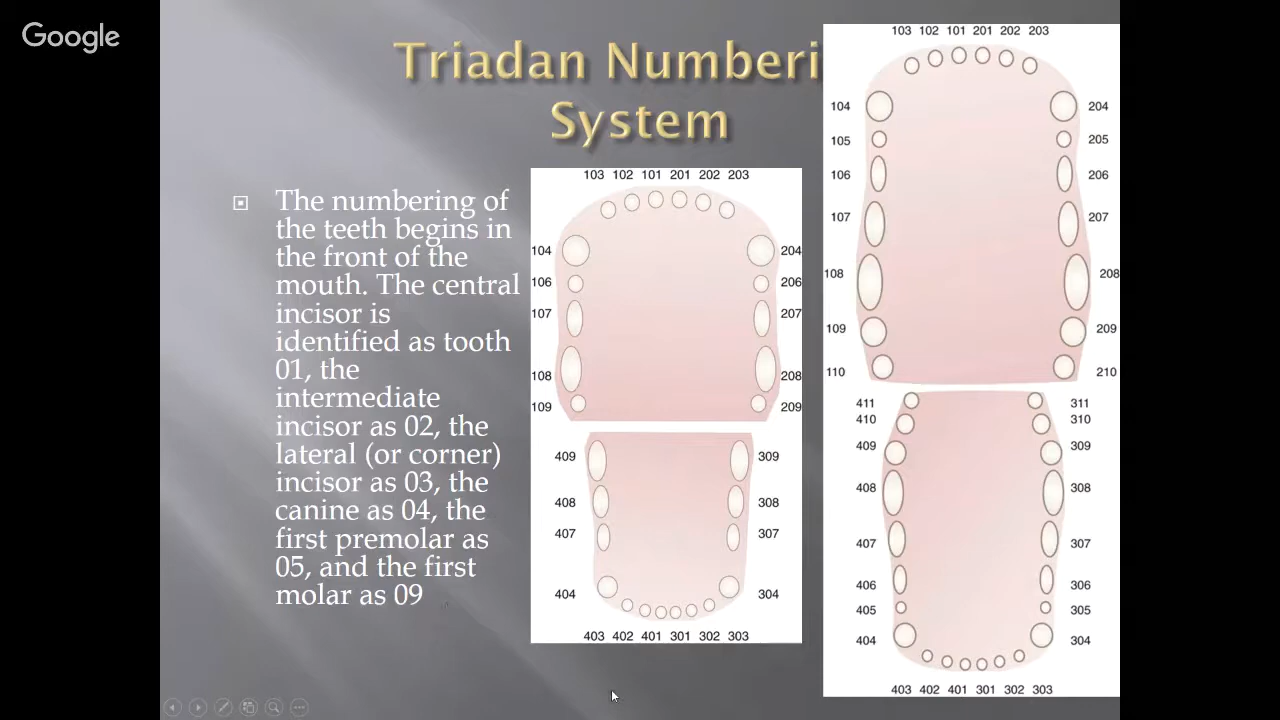 Google
Triadan Numberi
System
The numbering of
the teeth begins in
the front of the
mouth. The central
incisor is
identified as tooth
01, the
intermediate
incisor as 02, the
lateral (or corner)
incisor as 03, the
canine as 04, the
first premolar as
05, and the first
molar as 09
103 102 101 201 202 203
104 204
106 206
107 207
108 208
109 209
409 309
408 308
407 307
404 304
403 402 401 301 302 303
103 102 101 201 202 203
104 204
105 205
106 206
107 207
108 208
109 209
110 210
411 311
410 310
409 309
408 308
407 307
406 306
405 305
404 304
403 402 401 301 302 303